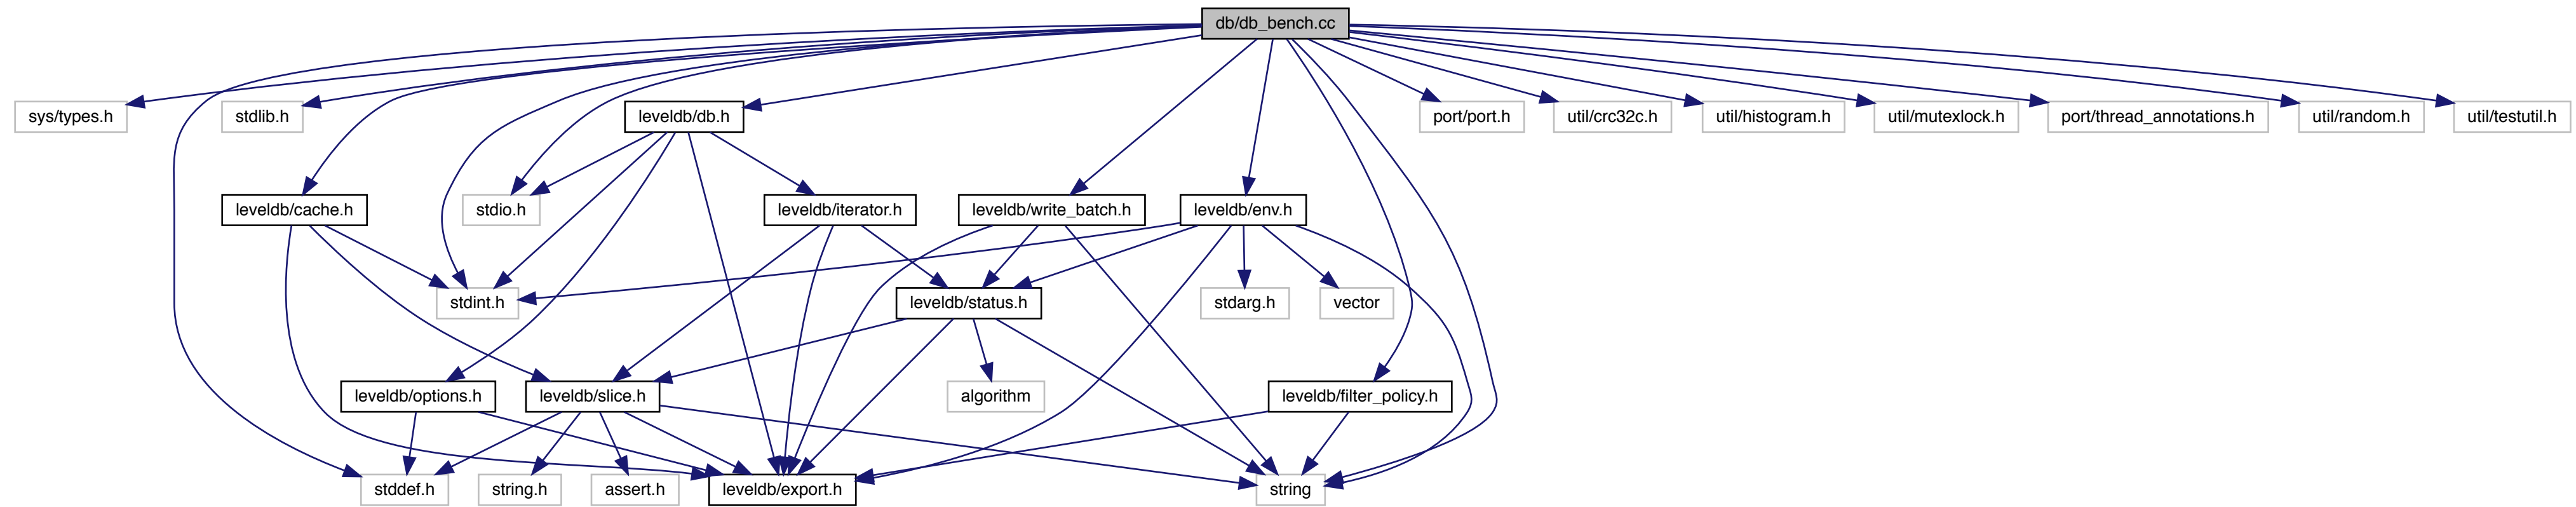 db/db_bench.cc
sys/types.h
stdlib.h
leveldb/db.h
port/port.h
util/crc32c.h
util/histogram.h
util/mutexlock.h
port/thread_annotations.h
util/random.h
util/testutil.h
leveldb/cache.h
stdio.h
leveldb/iterator.h
leveldb/write_batch.h
leveldb/env.h
stdint.h
leveldb/status.h
stdarg.h
vector
leveldb/options.h
leveldb/slice.h
algorithm
leveldb/filter_policy.h
stddef.h
string.h
assert.h
leveldb/export.h
string